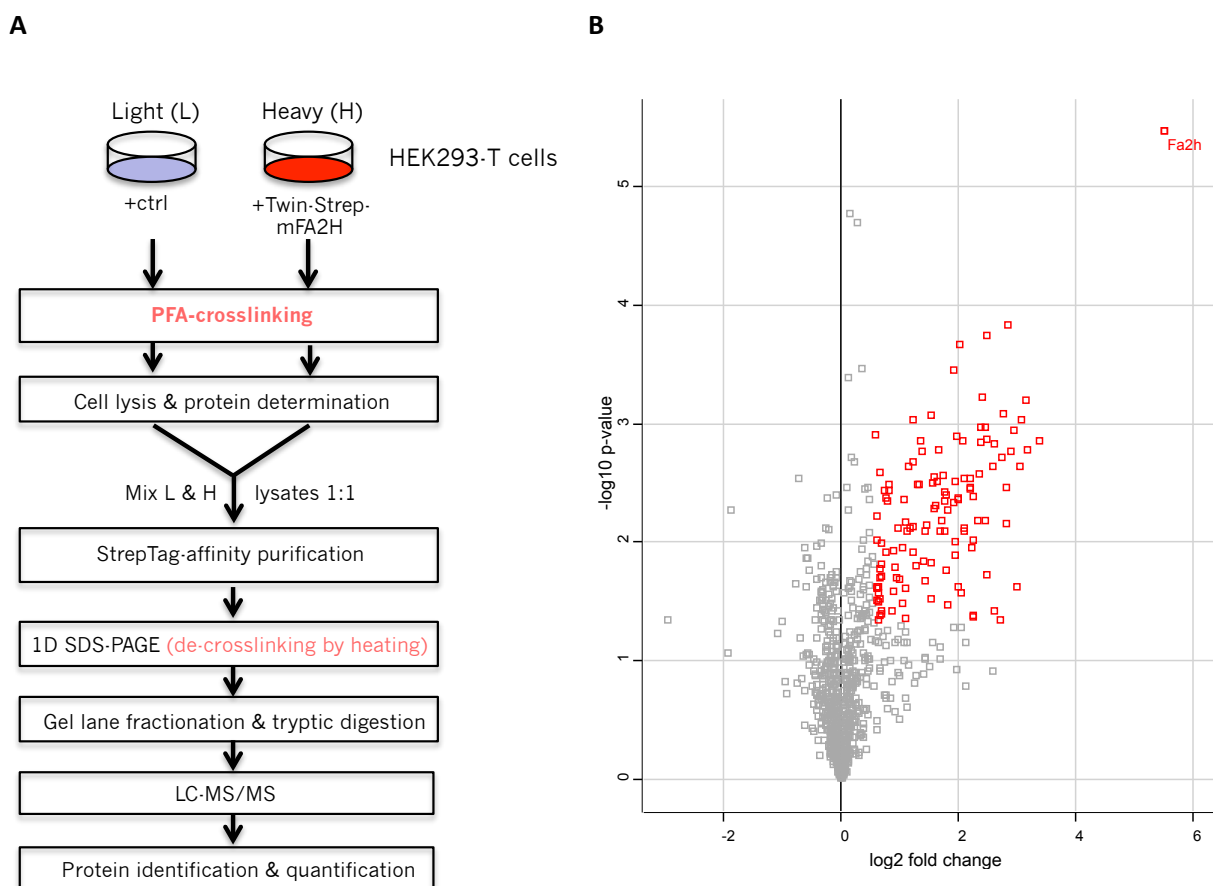 A
Light (L)
Heavy (H)
HEK293-T cells
+ctrl
+Twin-Strep-
mFA2H
PFA-crosslinking
Cell lysis & protein determination
Mix L & H lysates 1:1
StrepTag-affinity purification
1D SDS-PAGE (de-crosslinking by heating)
Gel lane fractionation & tryptic digestion
LC-MS/MS
Protein identification & quantification
B
Fa2h
-log10 p-value
5
4
3
2
1
0
-2
0
2
4
6
log2 fold change